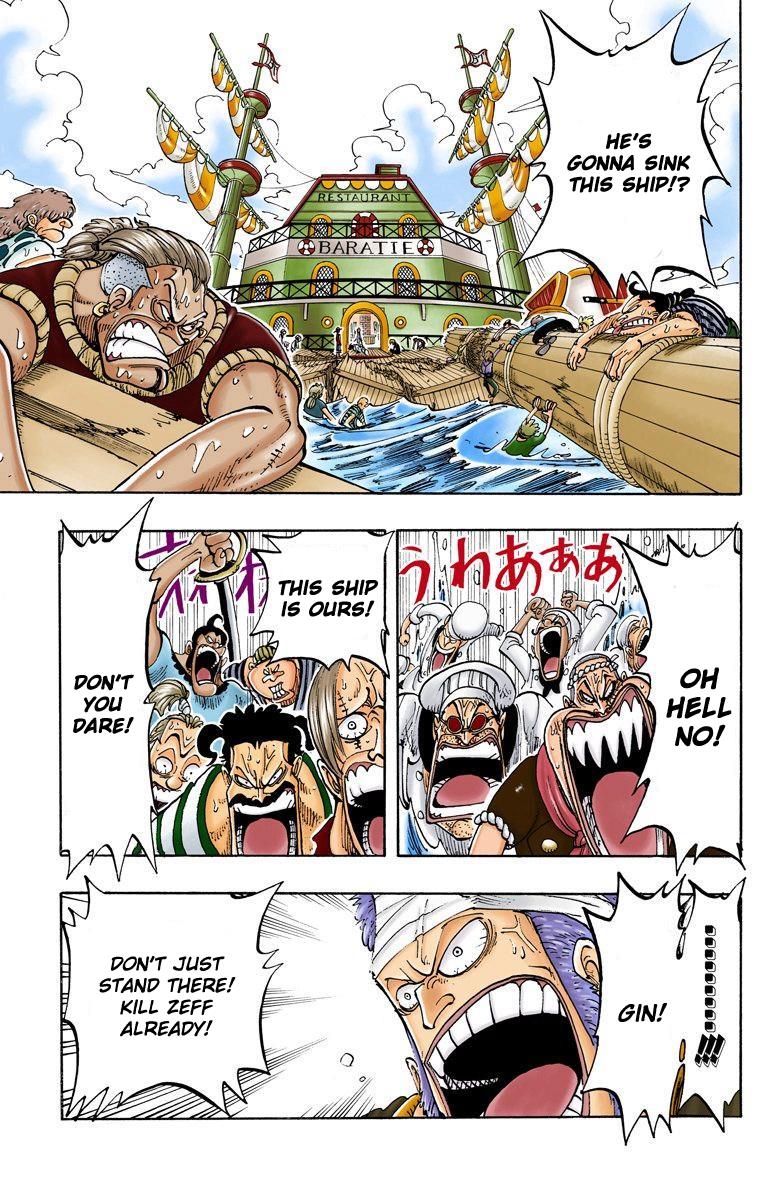 HE'S
GONNA SINK
THIS SHIP!?
RESTAURANT
BARATIE
うわあぁぁ
OH
HELL
NO!
THIS SHIP
IS OURS!
DON'T
YOU
DARE!
GIN!
!!!
DON'T JUST
STAND THERE!
KILL ZEFF
ALREADY!